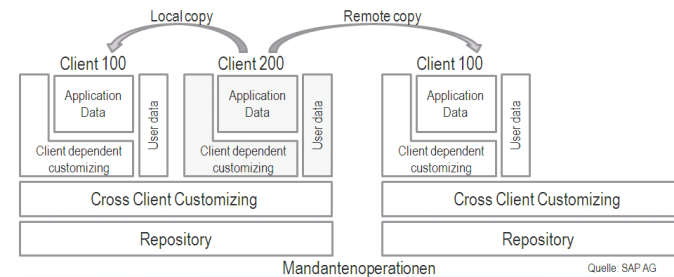 Local copy
Remote copy
Client 100
Client 200
Client 100
Application
Data
User data
Client dependent
customizing
Application
Data
User data
Client dependent
customizing
Application
Data
User data
Client dependent
customizing
Cross Client Customizing
Cross Client Customizing
Repository
Repository
Mandantenoperationen
Quelle: SAP AG